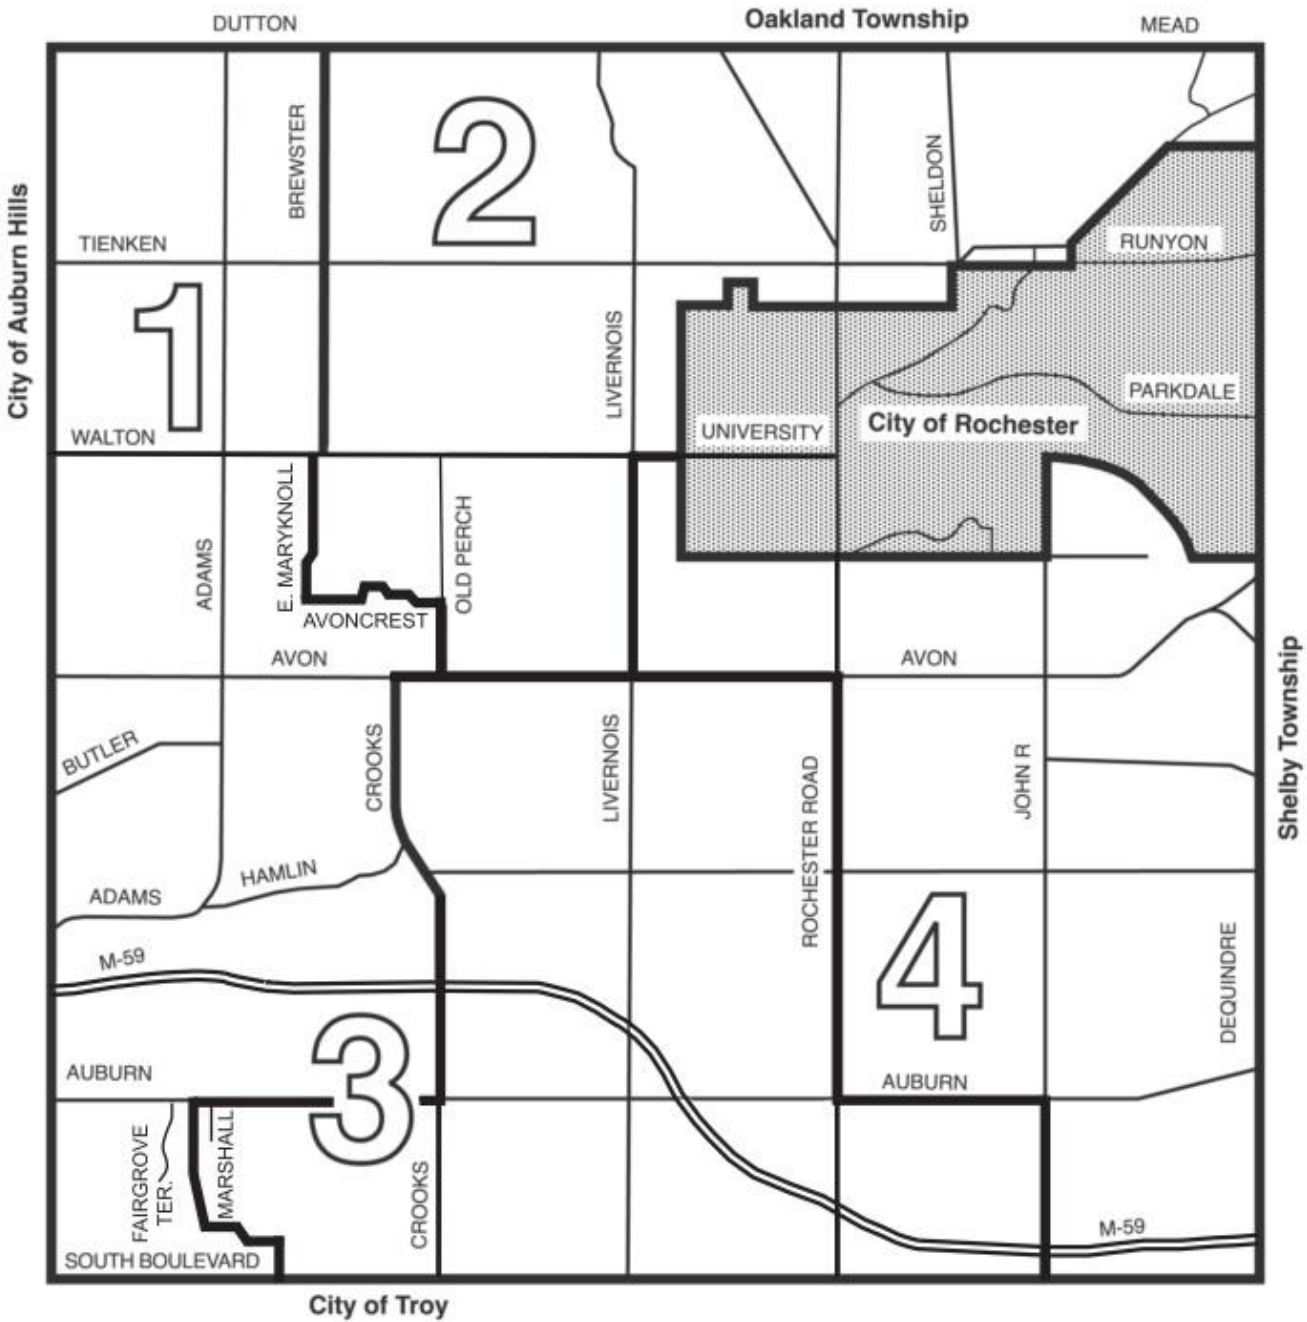 DUTTON
Oakland Township
MEAD
BREWSTER
2
SHELDON
City of Auburn Hills
TIENKEN
RUNYON
1
LIVERNOIS
PARKDALE
WALTON
UNIVERSITY
City of Rochester
E. MARYKNOLL
OLD PERCH
ADAMS
AVONCREST
AVON
AVON
Shelby Township
BUTLER
CROOKS
LIVERNOIS
ROCHESTER ROAD
JOHN R
HAMLIN
ADAMS
4
M-59
DEQUINDRE
3
AUBURN
AUBURN
FAIRGROVE
TER.
MARSHALL
CROOKS
M-59
SOUTH BOULEVARD
City of Troy